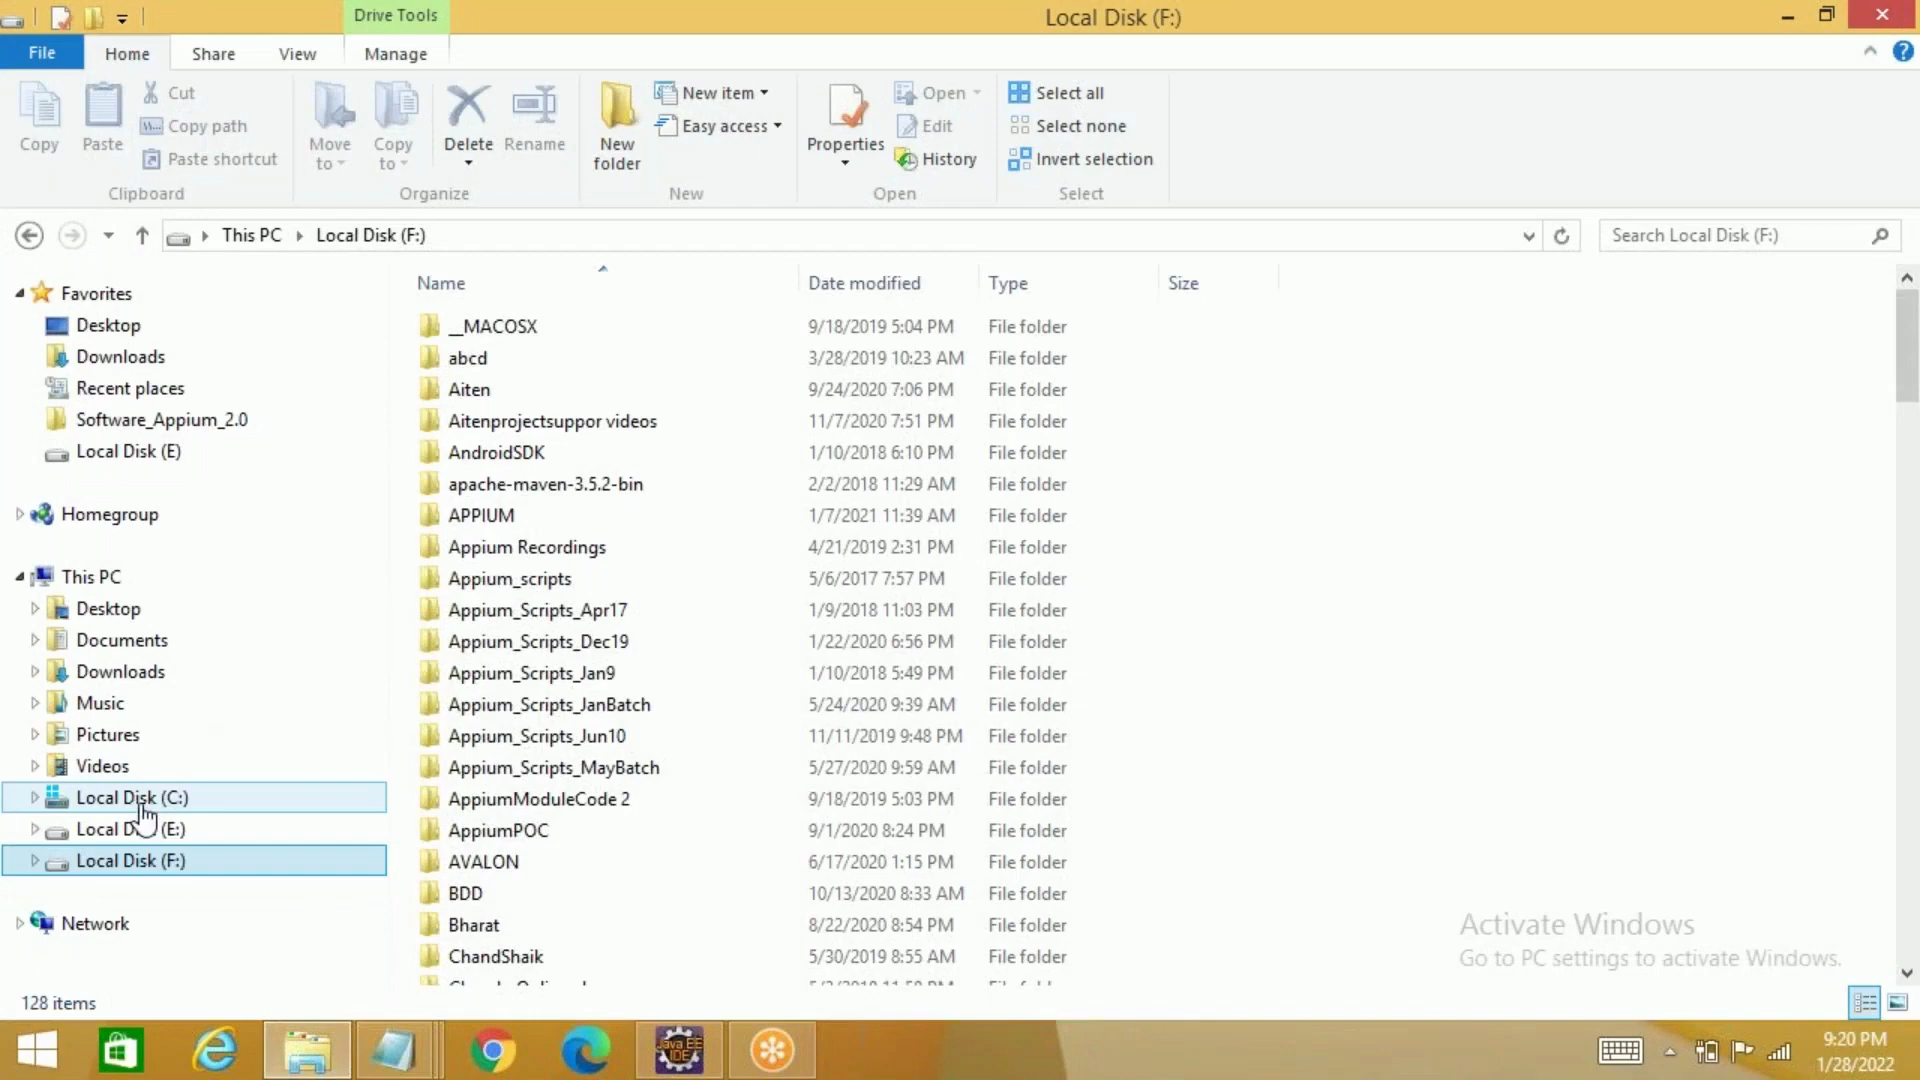 Drive Tools
Local Disk (F:)
File Home Share View Manage
Copy
Paste
Cut
Copy path
Paste shortcut
Clipboard
Move to
Copy to
Delete
Rename
Organize
New folder
New item
Easy access
New
Properties
Open
Edit
History
Open
Select all
Select none
Invert selection
Select
This PC Local Disk (F:)
Search Local Disk (F:)
Favorites
Desktop
Downloads
Recent places
Software_Appium_2.0
Local Disk (E)
Homegroup
This PC
Desktop
Documents
Downloads
Music
Pictures
Videos
Local Disk (C:)
Local D (E:)
Local Disk (F:)
Network
Name Date modified Type Size
__MACOSX 9/18/2019 5:04 PM File folder
abcd 3/28/2019 10:23 AM File folder
Aiten 9/24/2020 7:06 PM File folder
Aitenprojectsuppor videos 11/7/2020 7:51 PM File folder
AndroidSDK 1/10/2018 6:10 PM File folder
apache-maven-3.5.2-bin 2/2/2018 11:29 AM File folder
APPIUM 1/7/2021 11:39 AM File folder
Appium Recordings 4/21/2019 2:31 PM File folder
Appium_scripts 5/6/2017 7:57 PM File folder
Appium_Scripts_Apr17 1/9/2018 11:03 PM File folder
Appium_Scripts_Dec19 1/22/2020 6:56 PM File folder
Appium_Scripts_Jan9 1/10/2018 5:49 PM File folder
Appium_Scripts_JanBatch 5/24/2020 9:39 AM File folder
Appium_Scripts_Jun10 11/11/2019 9:48 PM File folder
Appium_Scripts_MayBatch 5/27/2020 9:59 AM File folder
AppiumModuleCode 2 9/18/2019 5:03 PM File folder
AppiumPOC 9/1/2020 8:24 PM File folder
AVALON 6/17/2020 1:15 PM File folder
BDD 10/13/2020 8:33 AM File folder
Bharat 8/22/2020 8:54 PM File folder
ChandShaik 5/30/2019 8:55 AM File folder
Activate Windows
Go to PC settings to activate Windows.
128 items
Java EE
IDE
9:20 PM
1/28/2022